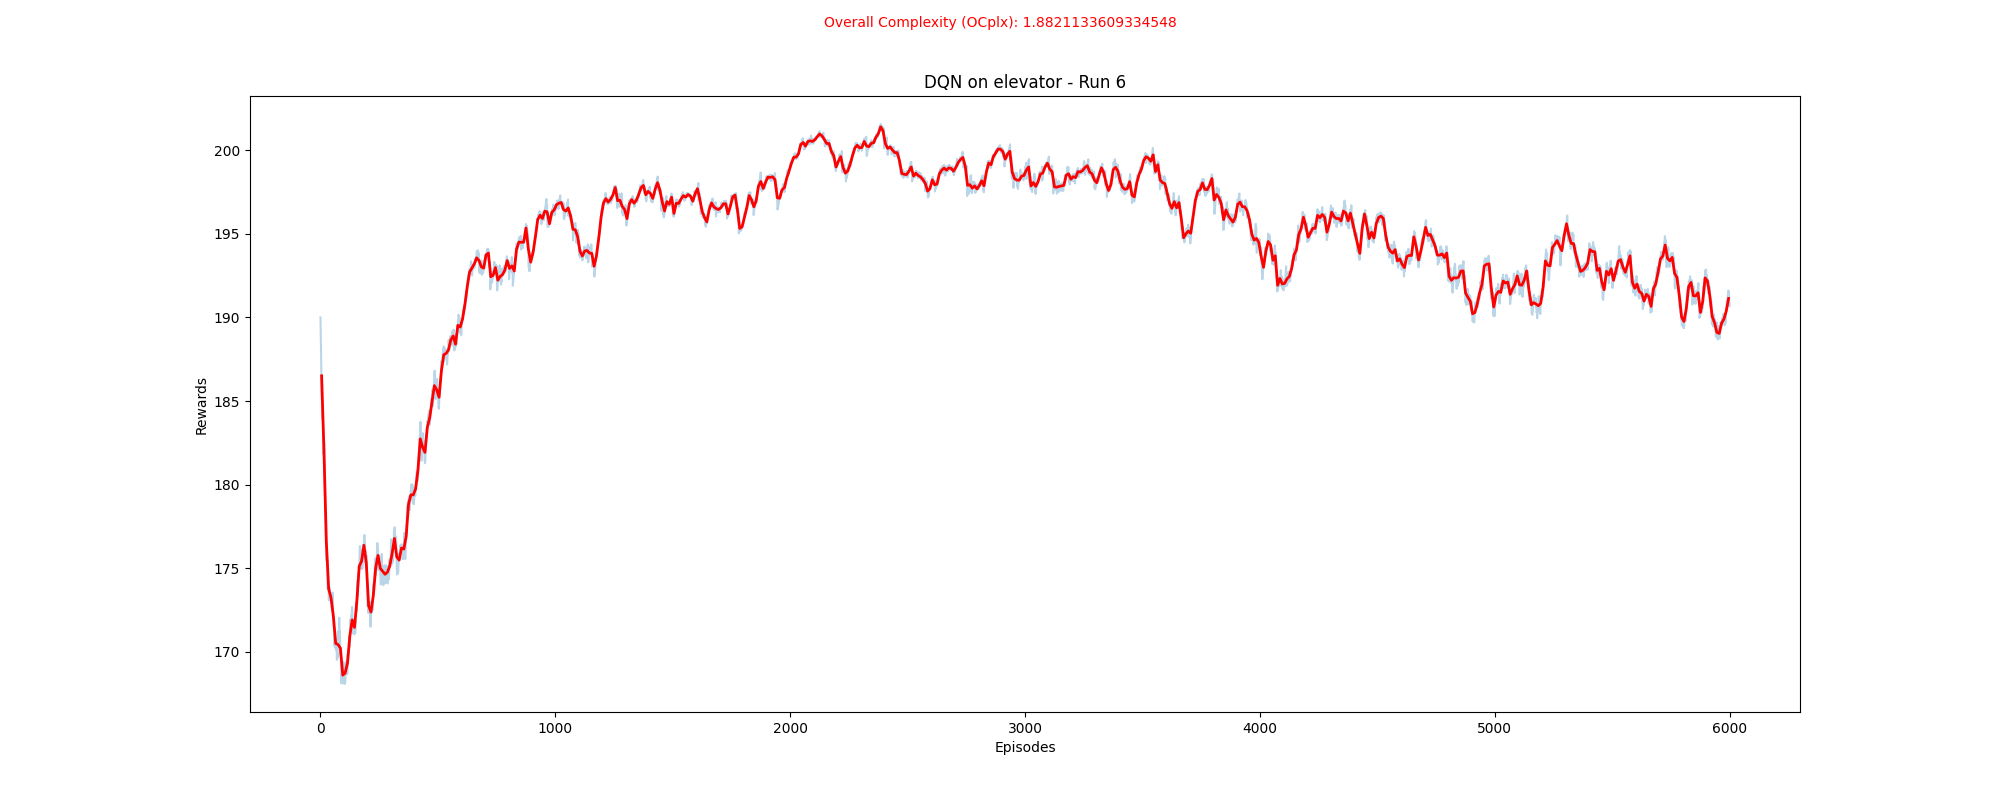 Overall Complexity (OCplx): 1.8821133609334548
DQN on elevator - Run 6
200
195
190
185
180
175
170
Rewards
0 1000 2000 3000 4000 5000 6000
Episodes